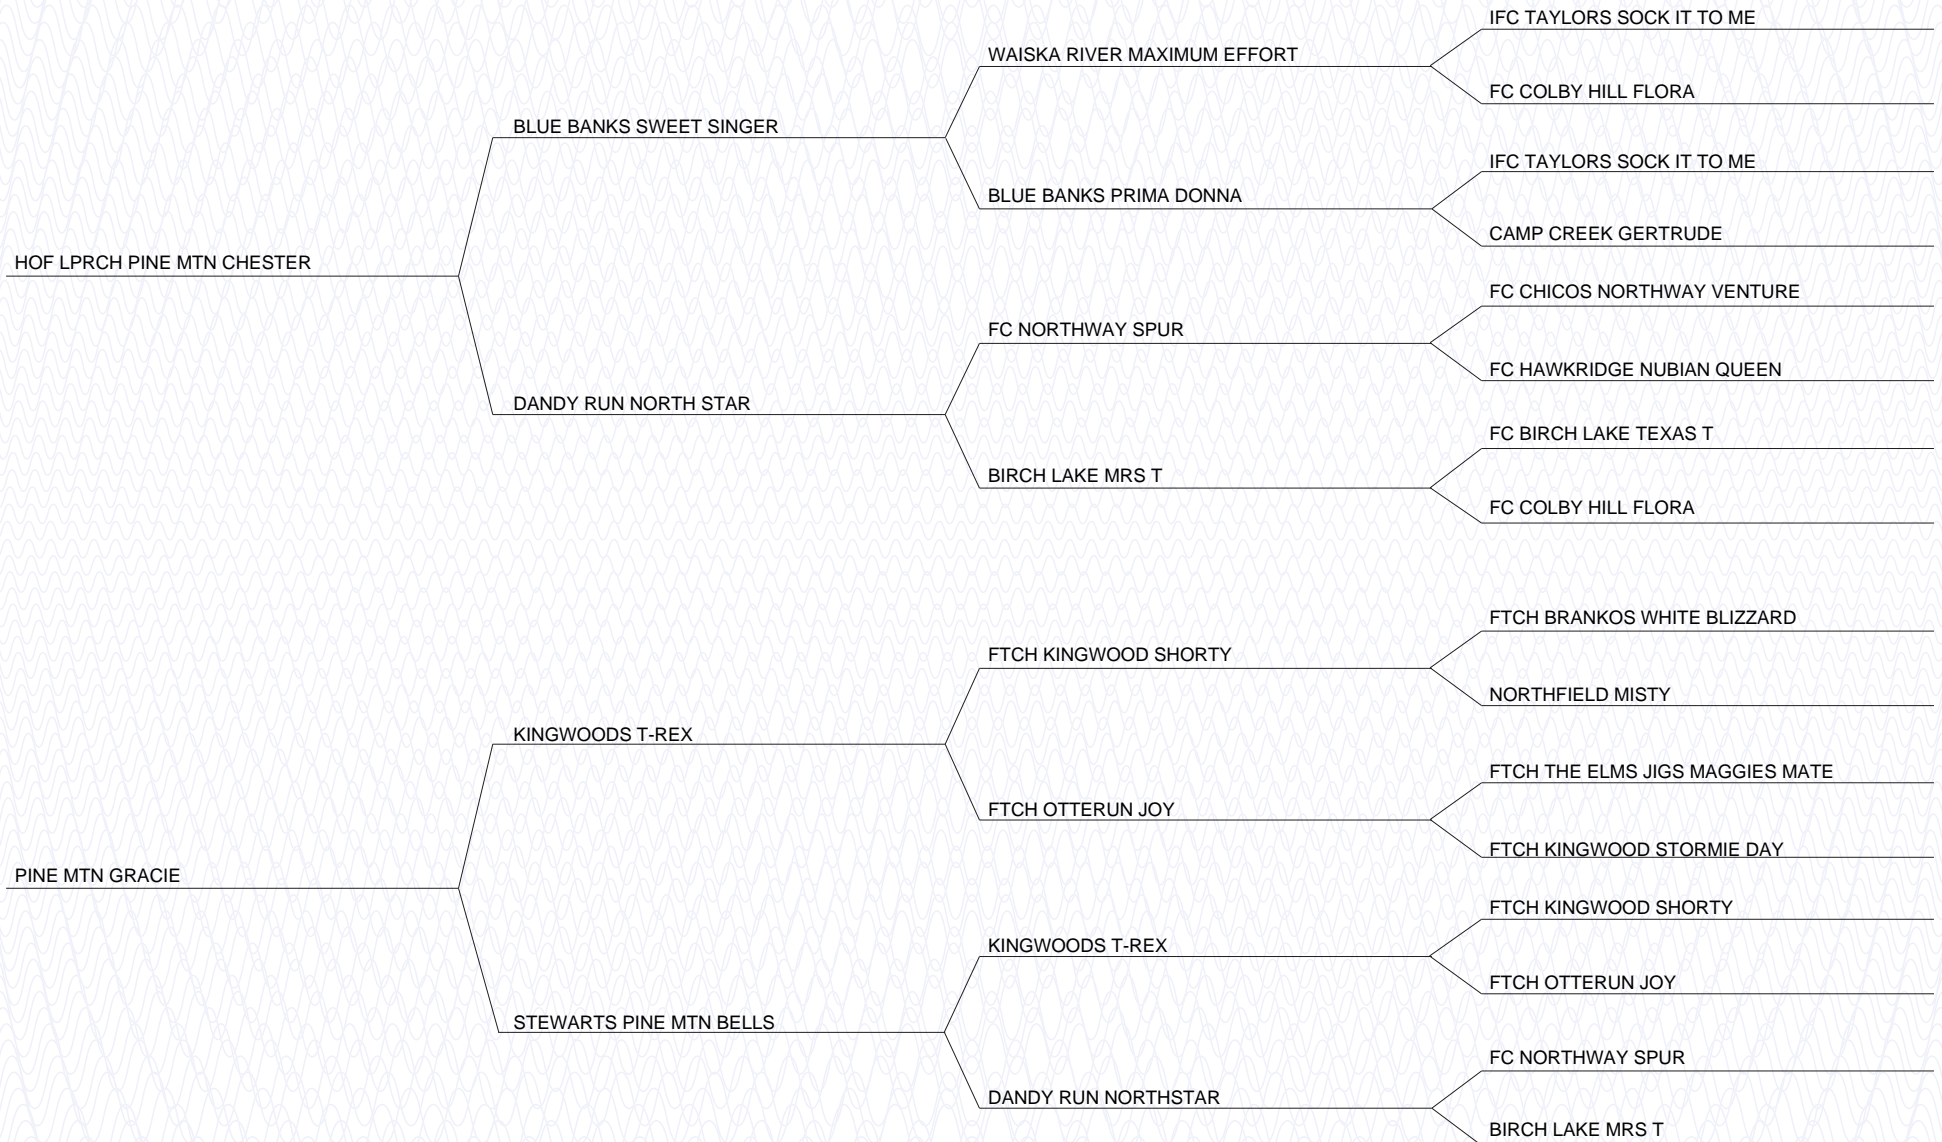 IFC TAYLORS SOCK IT TO ME
WAISKA RIVER MAXIMUM EFFORT
FC COLBY HILL FLORA
BLUE BANKS SWEET SINGER
IFC TAYLORS SOCK IT TO ME
BLUE BANKS PRIMA DONNA
CAMP CREEK GERTRUDE
HOF LPRCH PINE MTN CHESTER
FC CHICOS NORTHWAY VENTURE
FC NORTHWAY SPUR
FC HAWKRIDGE NUBIAN QUEEN
DANDY RUN NORTH STAR
FC BIRCH LAKE TEXAS T
BIRCH LAKE MRS T
FC COLBY HILL FLORA
FTCH BRANKOS WHITE BLIZZARD
FTCH KINGWOOD SHORTY
NORTHFIELD MISTY
KINGWOODS T-REX
FTCH THE ELMS JIGS MAGGIES MATE
FTCH OTTERUN JOY
FTCH KINGWOOD STORMIE DAY
PINE MTN GRACIE
FTCH KINGWOOD SHORTY
KINGWOODS T-REX
FTCH OTTERUN JOY
STEWARTS PINE MTN BELLS
FC NORTHWAY SPUR
DANDY RUN NORTHSTAR
BIRCH LAKE MRS T